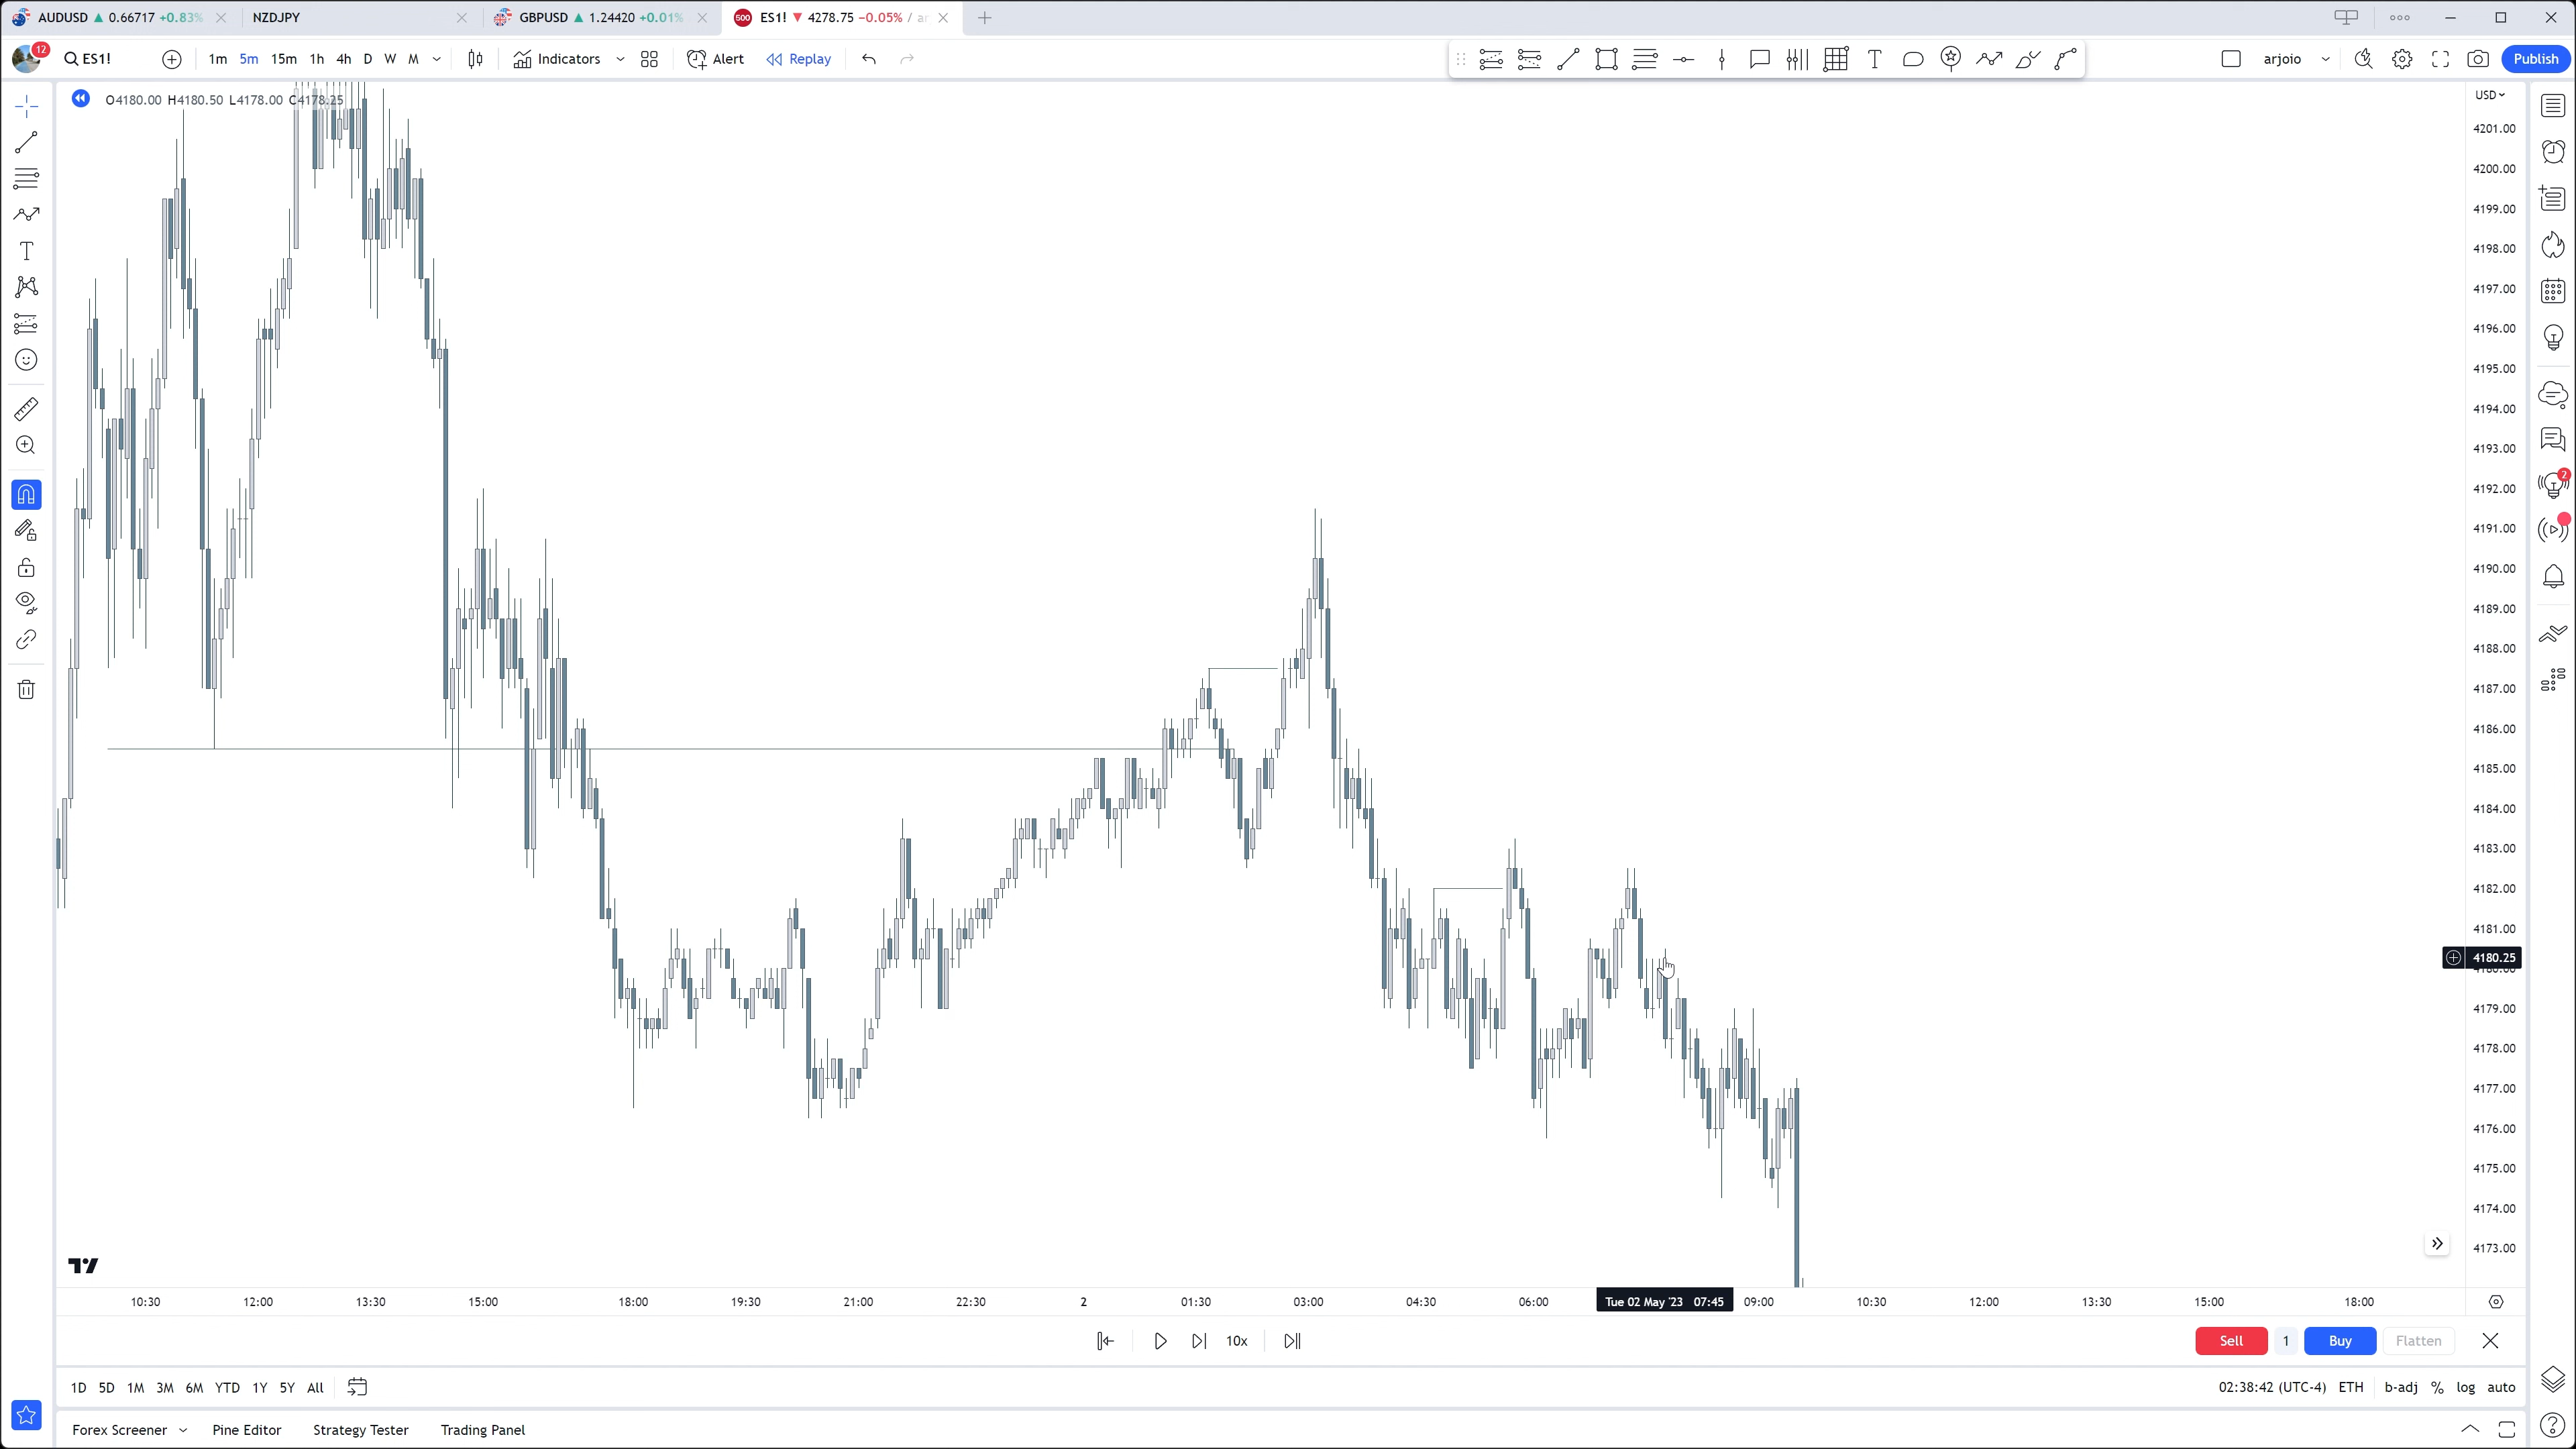 AUDUSD ▲ 0.66717 +0.83%
NZDJPY
GBPUSD ▲ 1.24420 +0.01%
500 ES1! ▼ 4278.75 −0.05% / ar
12 ES1! 1m 5m 15m 1h 4h D W M Indicators Alert Replay
arjoio Publish
O4180.00 H4180.50 L4178.00 C4178.25
USD
4201.00
4200.00
4199.00
4198.00
4197.00
4196.00
4195.00
4194.00
4193.00
4192.00
4191.00
4190.00
4189.00
4188.00
4187.00
4186.00
4185.00
4184.00
4183.00
4182.00
4181.00
4180.25
4179.00
4178.00
4177.00
4176.00
4175.00
4174.00
4173.00
2
10:30 12:00 13:30 15:00 18:00 19:30 21:00 22:30 2 01:30 03:00 04:30 06:00 Tue 02 May '23 07:45 09:00 10:30 12:00 13:30 15:00 18:00
10x
Sell 1 Buy Flatten
1D 5D 1M 3M 6M YTD 1Y 5Y All
02:38:42 (UTC-4) ETH b-adj % log auto
Forex Screener Pine Editor Strategy Tester Trading Panel